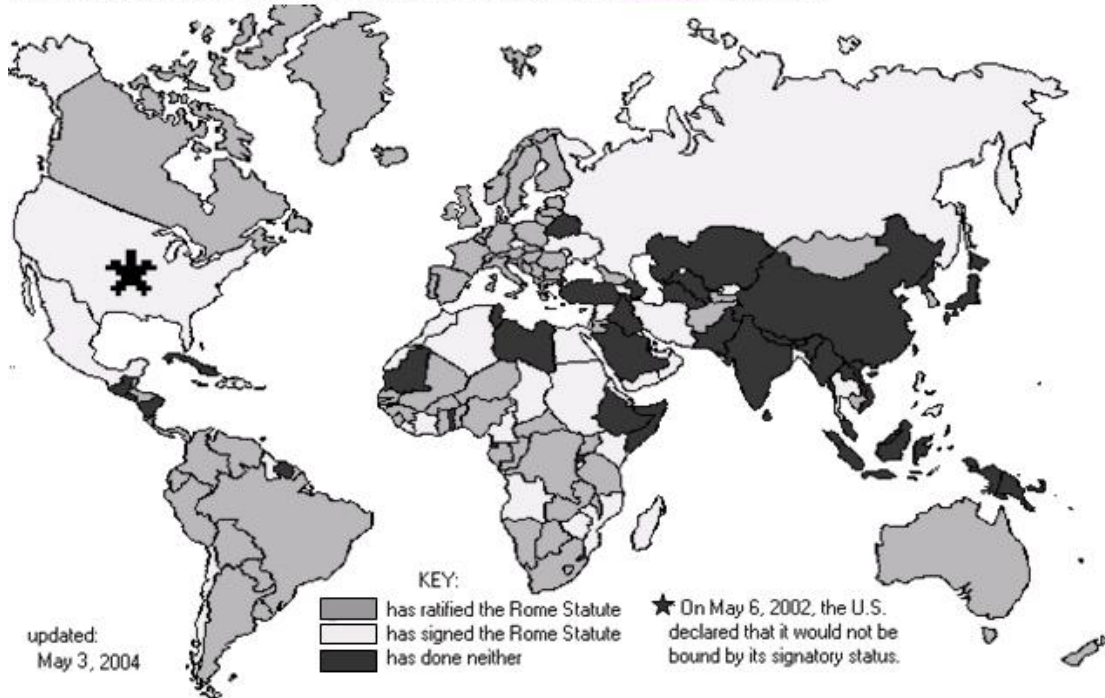 KEY:
has ratified the Rome Statute
has signed the Rome Statute
has done neither
On May 6, 2002, the U.S.
declared that it would not be
bound by its signatory status.
updated:
May 3, 2004